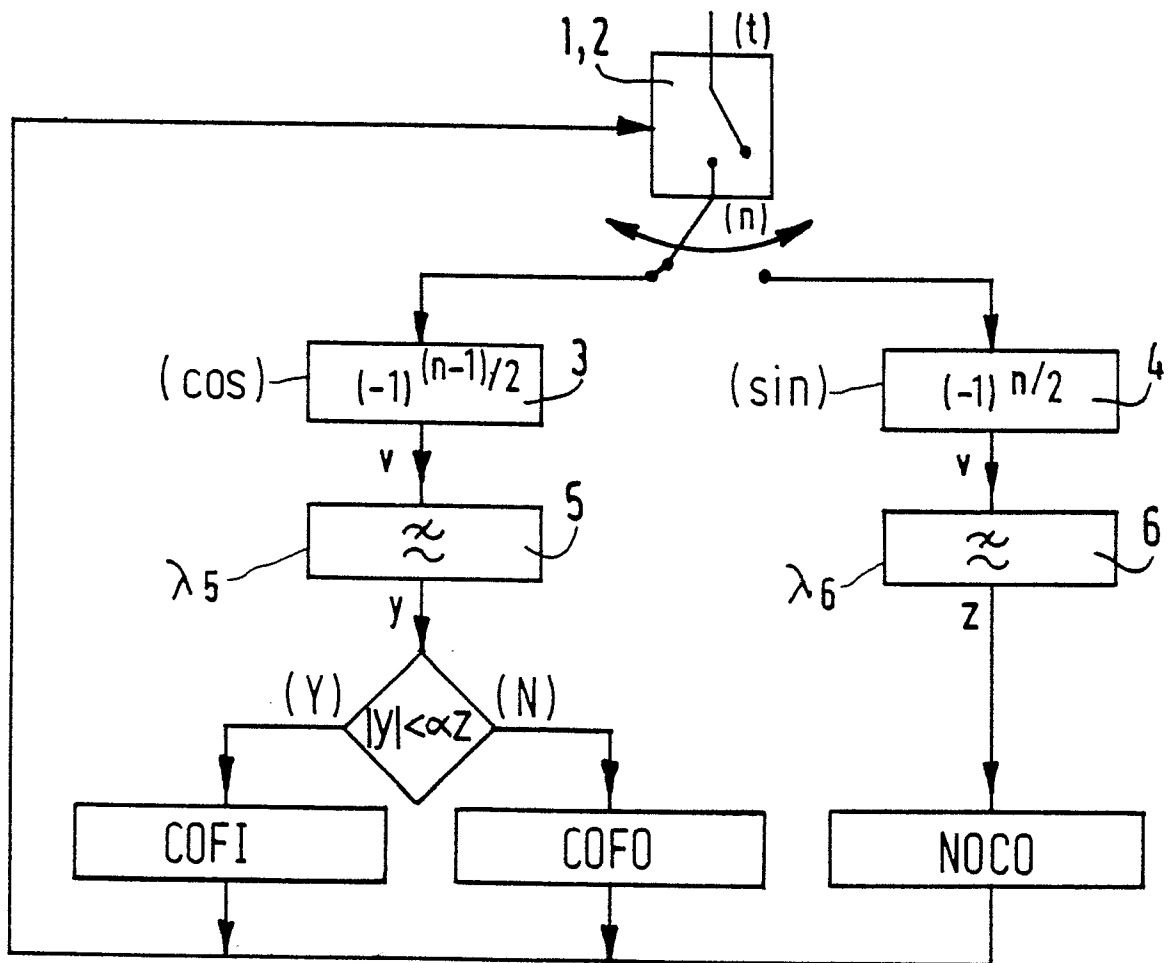 (t)
1,2
(n)
(cos)
(-1)^(n-1)/2
3
(sin)
(-1)^n/2
4
v
v
5
6
λ5
λ6
≈
≈
y
z
(Y)
|y|<αz
(N)
COFI
COFO
NOCO